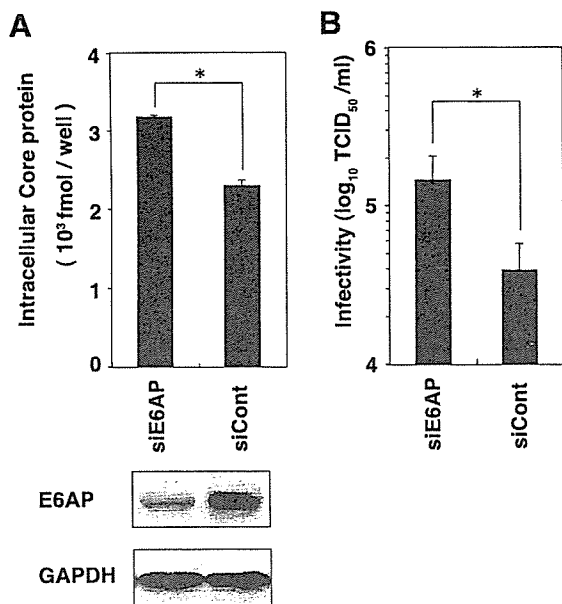 A
Intracellular Core protein
( 10³ fmol / well )
4
3
2
1
0
*
siE6AP
siCont
E6AP
GAPDH
B
Infectivity (log₁₀ TCID₅₀ /ml)
6
5
4
*
siE6AP
siCont